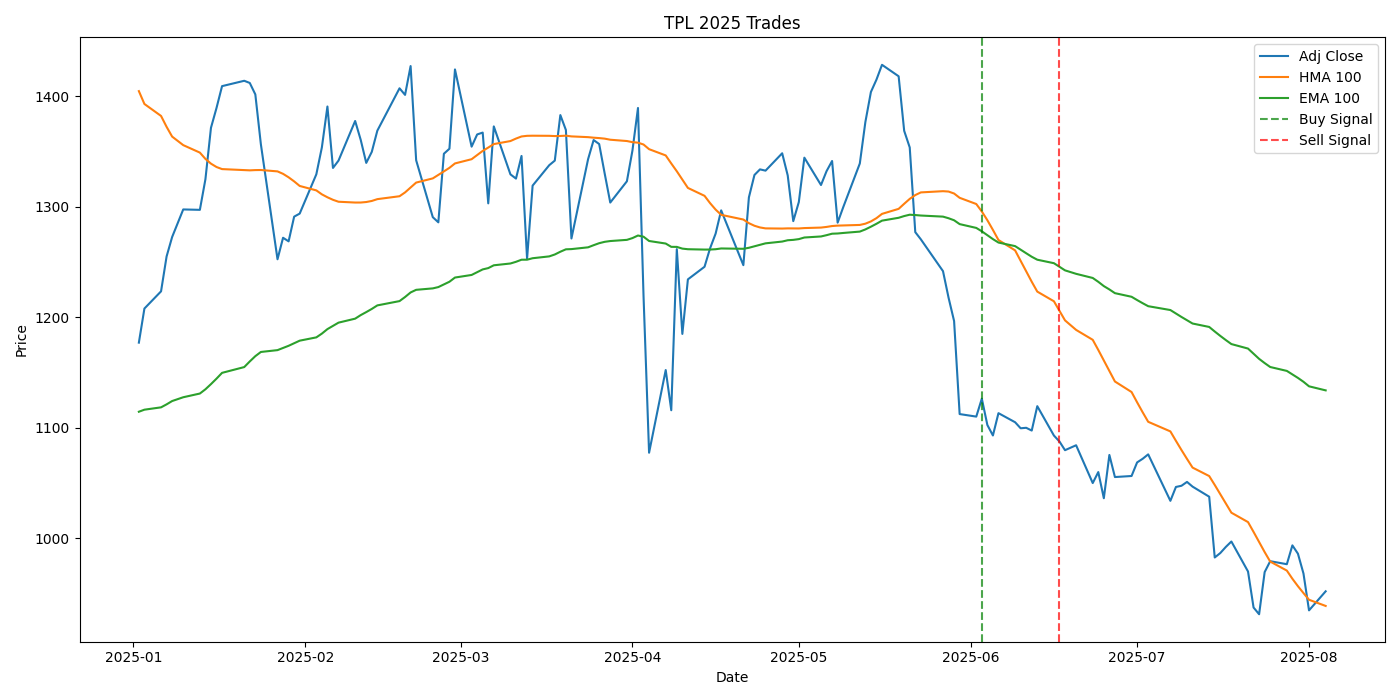 TPL 2025 Trades
Adj Close
HMA 100
EMA 100
Buy Signal
Sell Signal
Price
1400
1300
1200
1100
1000
2025-01 2025-02 2025-03 2025-04 2025-05 2025-06 2025-07 2025-08
Date